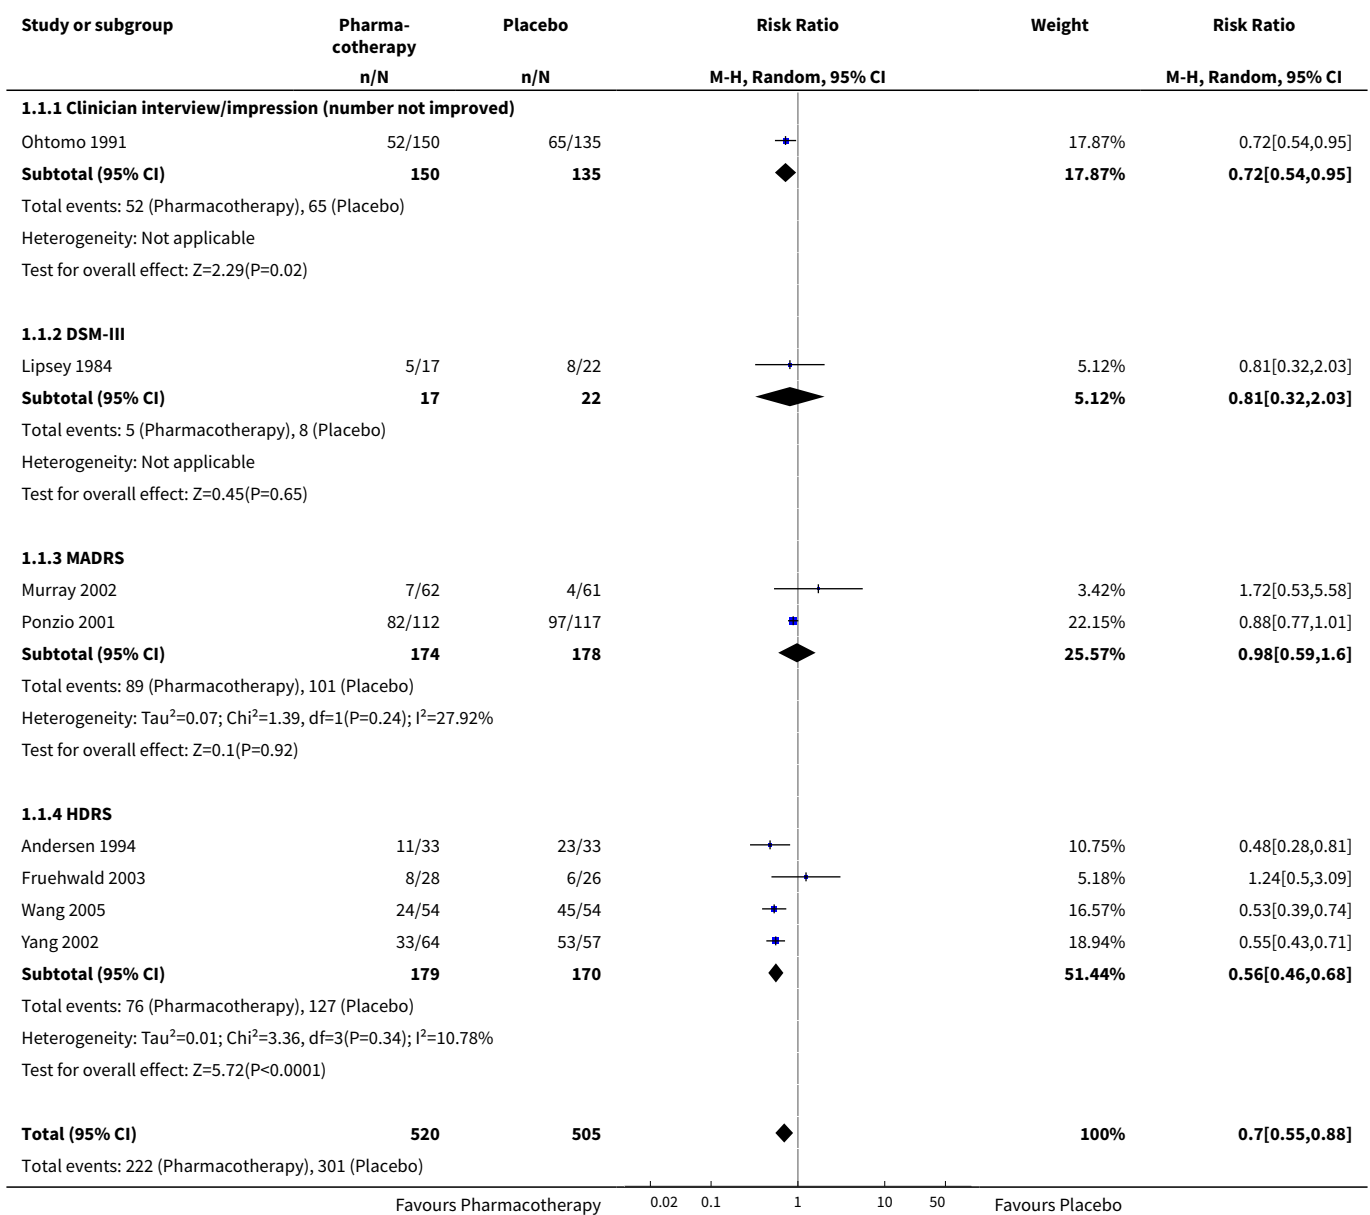 Study or subgroup Pharma- Placebo Risk Ratio Weight Risk Ratio
cotherapy
n/N n/N M-H, Random, 95% CI M-H, Random, 95% CI
1.1.1 Clinician interview/impression (number not improved)
Ohtomo 1991 52/150 65/135 17.87% 0.72[0.54,0.95]
Subtotal (95% CI) 150 135 17.87% 0.72[0.54,0.95]
Total events: 52 (Pharmacotherapy), 65 (Placebo)
Heterogeneity: Not applicable
Test for overall effect: Z=2.29(P=0.02)
1.1.2 DSM-III
Lipsey 1984 5/17 8/22 5.12% 0.81[0.32,2.03]
Subtotal (95% CI) 17 22 5.12% 0.81[0.32,2.03]
Total events: 5 (Pharmacotherapy), 8 (Placebo)
Heterogeneity: Not applicable
Test for overall effect: Z=0.45(P=0.65)
1.1.3 MADRS
Murray 2002 7/62 4/61 3.42% 1.72[0.53,5.58]
Ponzio 2001 82/112 97/117 22.15% 0.88[0.77,1.01]
Subtotal (95% CI) 174 178 25.57% 0.98[0.59,1.6]
Total events: 89 (Pharmacotherapy), 101 (Placebo)
Heterogeneity: Tau²=0.07; Chi²=1.39, df=1(P=0.24); I²=27.92%
Test for overall effect: Z=0.1(P=0.92)
1.1.4 HDRS
Andersen 1994 11/33 23/33 10.75% 0.48[0.28,0.81]
Fruehwald 2003 8/28 6/26 5.18% 1.24[0.5,3.09]
Wang 2005 24/54 45/54 16.57% 0.53[0.39,0.74]
Yang 2002 33/64 53/57 18.94% 0.55[0.43,0.71]
Subtotal (95% CI) 179 170 51.44% 0.56[0.46,0.68]
Total events: 76 (Pharmacotherapy), 127 (Placebo)
Heterogeneity: Tau²=0.01; Chi²=3.36, df=3(P=0.34); I²=10.78%
Test for overall effect: Z=5.72(P<0.0001)
Total (95% CI) 520 505 100% 0.7[0.55,0.88]
Total events: 222 (Pharmacotherapy), 301 (Placebo)
Favours Pharmacotherapy 0.02 0.1 1 10 50 Favours Placebo